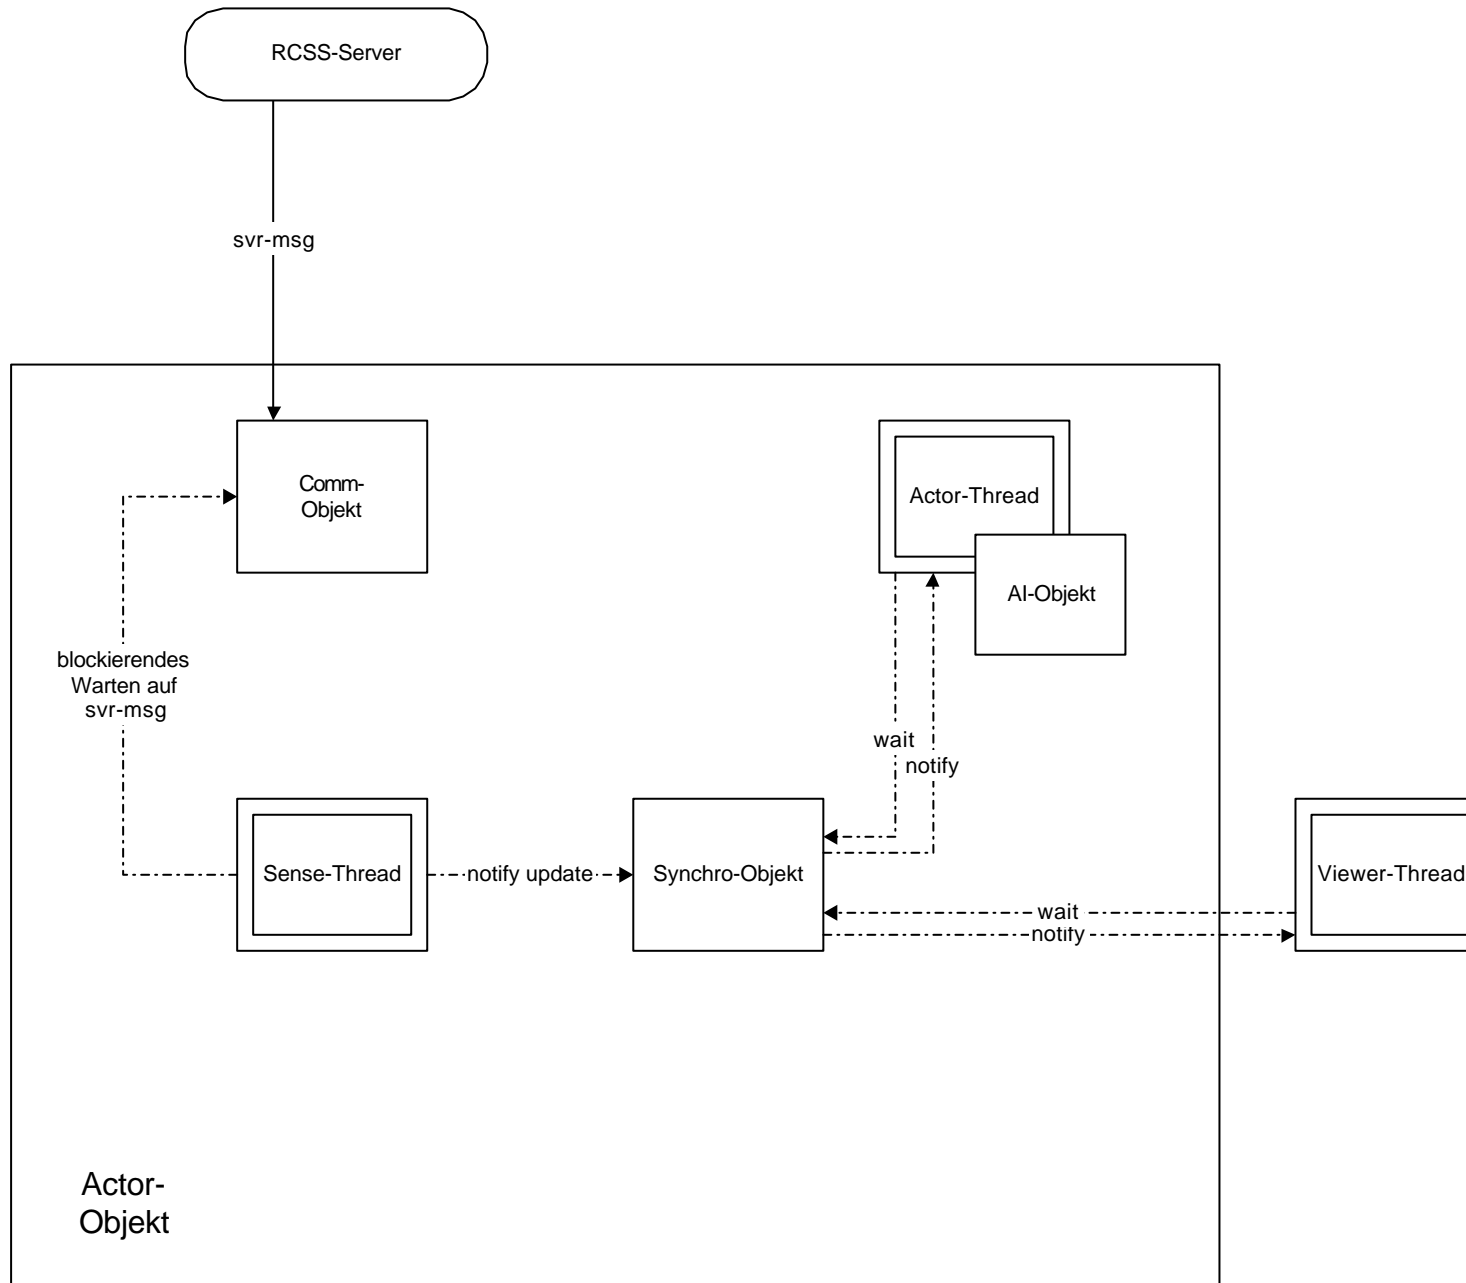 RCSS-Server
svr-msg
Comm-
Objekt
Actor-Thread
AI-Objekt
blockierendes
Warten auf
svr-msg
wait
notify
Sense-Thread
notify update
Synchro-Objekt
Viewer-Thread
wait
notify
Actor-
Objekt